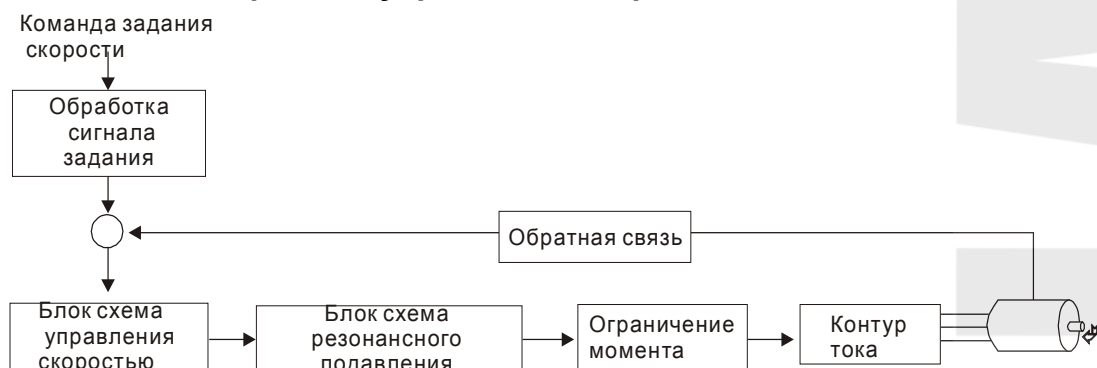 Команда задания
скорости
Обработка
сигнала
задания
Обратная связь
Блок схема
управления
скоростью
Блок схема
резонансного
подавления
Ограничение
момента
Контур
тока